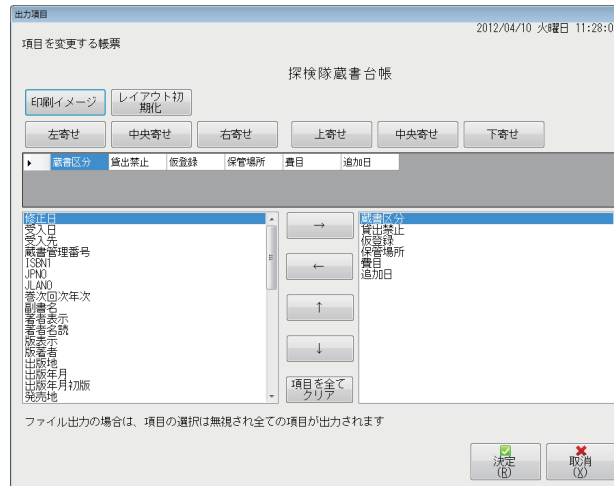 出力項目
2012/04/10 火曜日 11:28:0
項目を変更する帳票
探検隊蔵書台帳
印刷イメージ
レイアウト初
期化
左寄せ 中央寄せ 右寄せ 上寄せ 中央寄せ 下寄せ
蔵書区分 貸出禁止 仮登録 保管場所 費目 追加日
修正日
受入日
受入先
蔵書管理番号
ISBN1
JPNO
JLANO
巻次回次年次
副書名
著者表示
著者名読
版表示
版著者
出版地
出版年月
出版年月初版
発売地
→
←
↑
↓
項目を全て
クリア
蔵書区分
貸出禁止
仮登録
保管場所
費目
追加日
ファイル出力の場合は、項目の選択は無視され全ての項目が出力されます
決定
(R)
取消
(X)